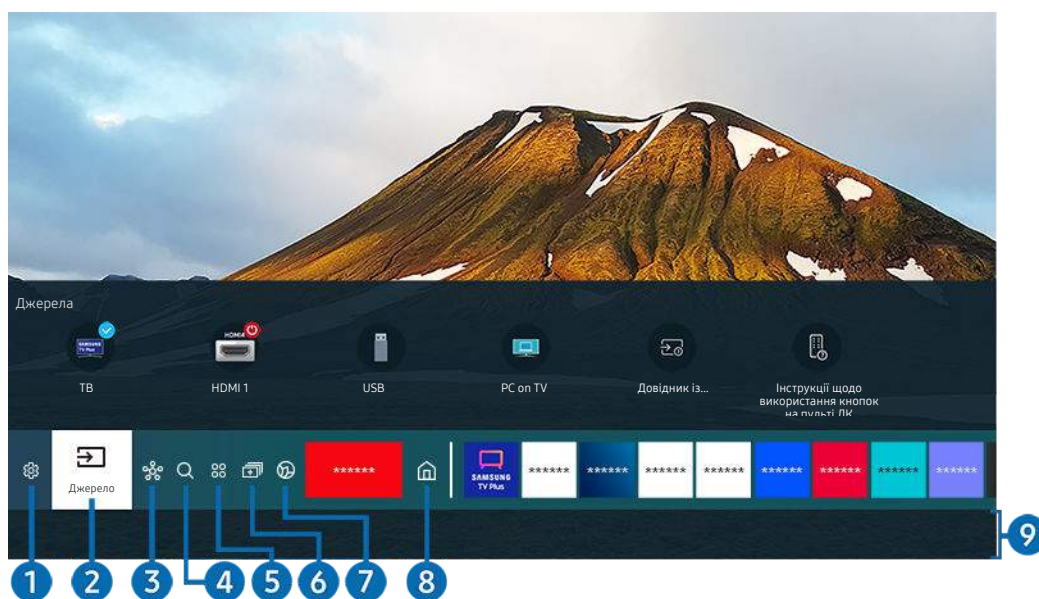 Джерела
SAMSUNG
TV Plus
HDMI
ТВ
HDMI 1
USB
PC on TV
Довідник із...
Інструкції щодо
використання кнопок
на пульті ДК
Джерело
******
SAMSUNG
TV Plus
******
******
******
******
******
******
******
******
1
2
3
4
5
6
7
8
9